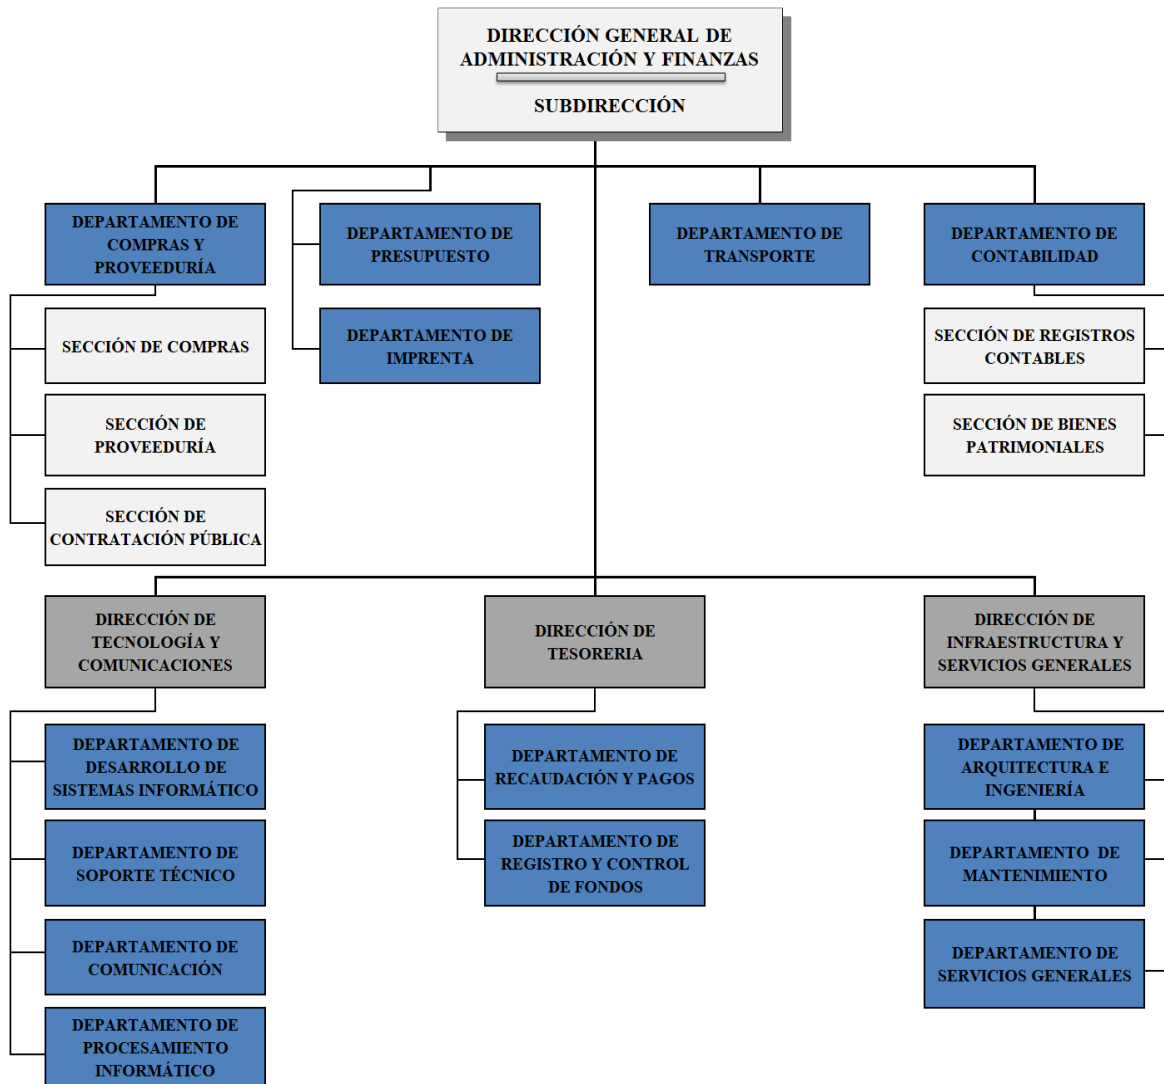 DIRECCIÓN GENERAL DE
ADMINISTRACIÓN Y FINANZAS
SUBDIRECCIÓN
DEPARTAMENTO DE
COMPRAS Y
PROVEEDURÍA
DEPARTAMENTO DE
PRESUPUESTO
DEPARTAMENTO DE
TRANSPORTE
DEPARTAMENTO DE
CONTABILIDAD
SECCIÓN DE COMPRAS
DEPARTAMENTO DE
IMPRENTA
SECCIÓN DE REGISTROS
CONTABLES
SECCIÓN DE
PROVEEDURÍA
SECCIÓN DE BIENES
PATRIMONIALES
SECCIÓN DE
CONTRATACIÓN PÚBLICA
DIRECCIÓN DE
TECNOLOGÍA Y
COMUNICACIONES
DIRECCIÓN DE
TESORERIA
DIRECCIÓN DE
INFRAESTRUCTURA Y
SERVICIOS GENERALES
DEPARTAMENTO DE
DESARROLLO DE
SISTEMAS INFORMÁTICO
DEPARTAMENTO DE
RECAUDACIÓN Y PAGOS
DEPARTAMENTO DE
ARQUITECTURA E
INGENIERÍA
DEPARTAMENTO DE
SOPORTE TÉCNICO
DEPARTAMENTO DE
REGISTRO Y CONTROL
DE FONDOS
DEPARTAMENTO DE
MANTENIMIENTO
DEPARTAMENTO DE
COMUNICACIÓN
DEPARTAMENTO DE
SERVICIOS GENERALES
DEPARTAMENTO DE
PROCESAMIENTO
INFORMÁTICO